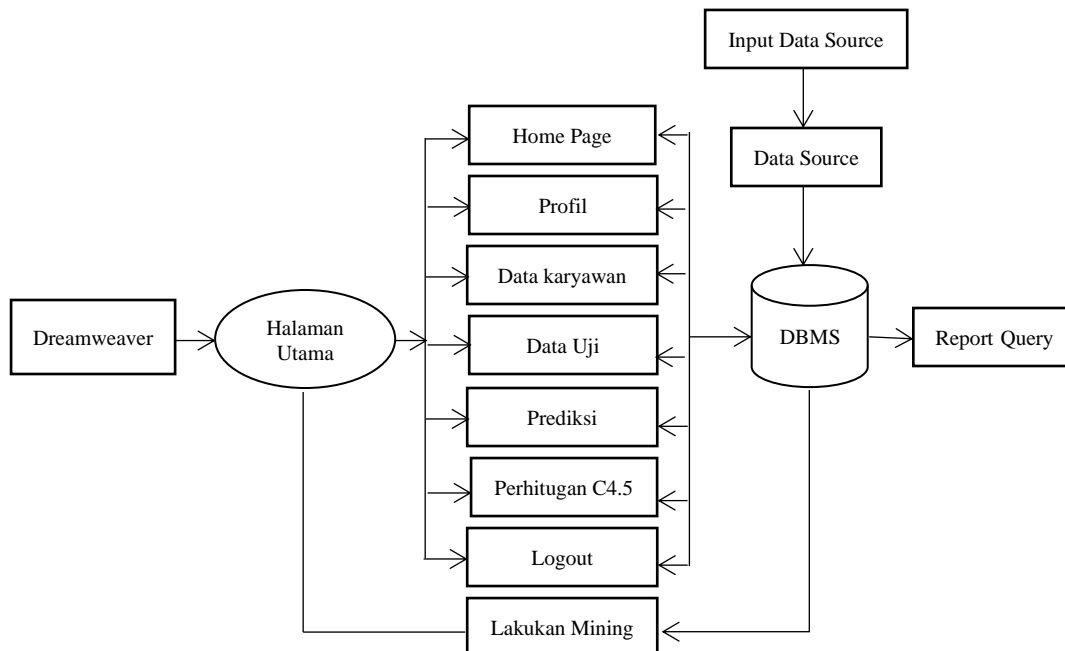 Input Data Source
Home Page
Data Source
Profil
Data karyawan
Dreamweaver
Halaman
Utama
Data Uji
DBMS
Report Query
Prediksi
Perhitugan C4.5
Logout
Lakukan Mining